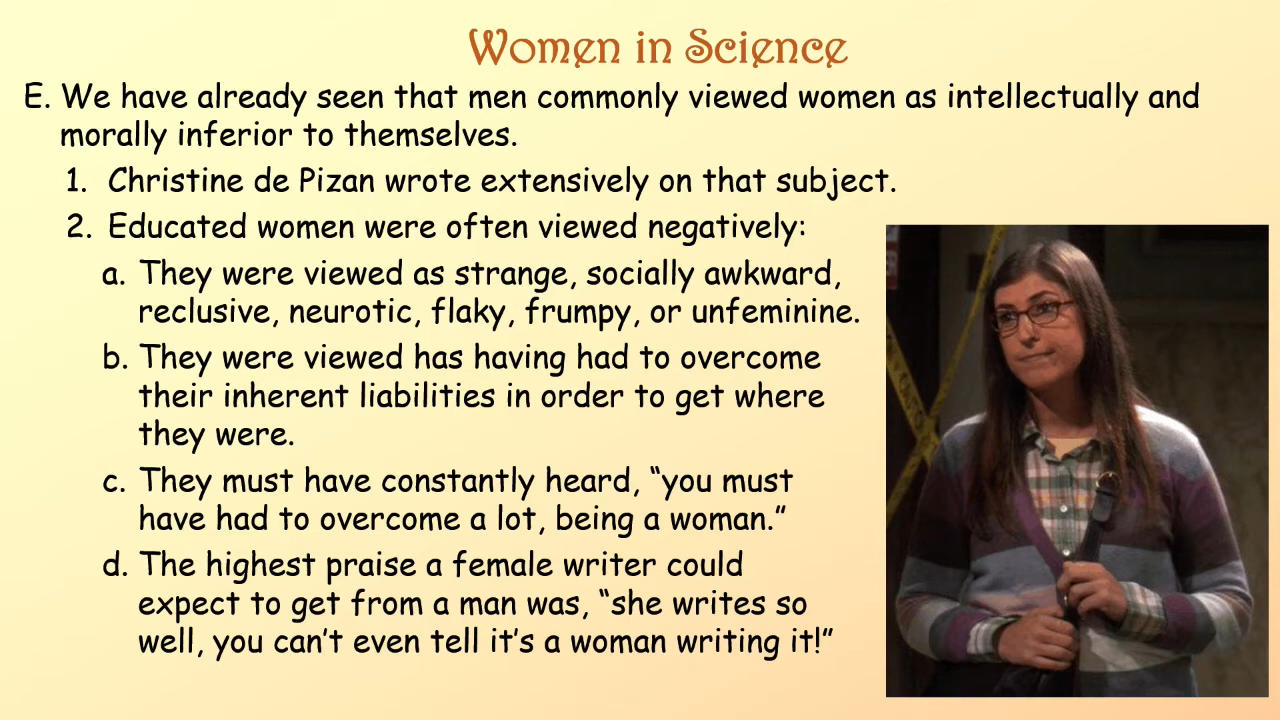 Women in Science
E. We have already seen that men commonly viewed women as intellectually and
morally inferior to themselves.
1. Christine de Pizan wrote extensively on that subject.
2. Educated women were often viewed negatively:
a. They were viewed as strange, socially awkward,
reclusive, neurotic, flaky, frumpy, or unfeminine.
b. They were viewed has having had to overcome
their inherent liabilities in order to get where
they were.
c. They must have constantly heard, “you must
have had to overcome a lot, being a woman.”
d. The highest praise a female writer could
expect to get from a man was, “she writes so
well, you can’t even tell it’s a woman writing it!”